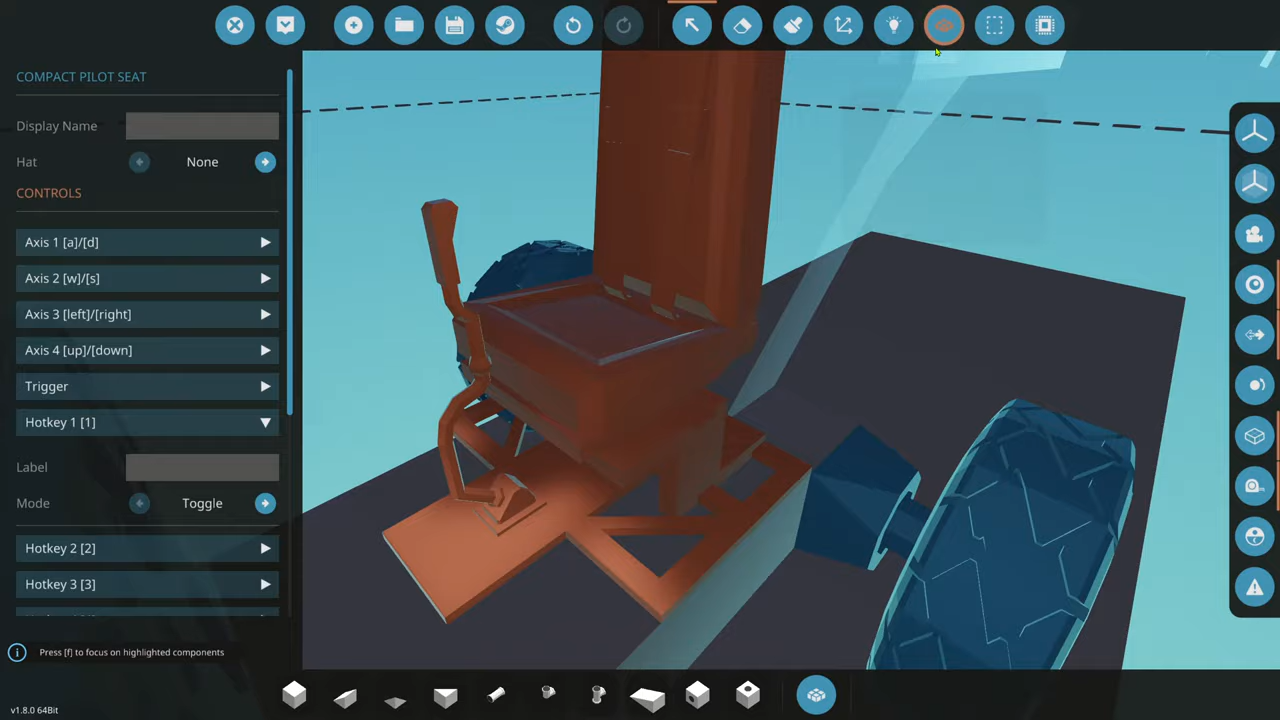 COMPACT PILOT SEAT
Display Name
Hat
None
CONTROLS
Axis 1 [a]/[d]
Axis 2 [w]/[s]
Axis 3 [left]/[right]
Axis 4 [up]/[down]
Trigger
Hotkey 1 [1]
Label
Mode
Toggle
Hotkey 2 [2]
Hotkey 3 [3]
Press [f] to focus on highlighted components
v1.8.0 64Bit